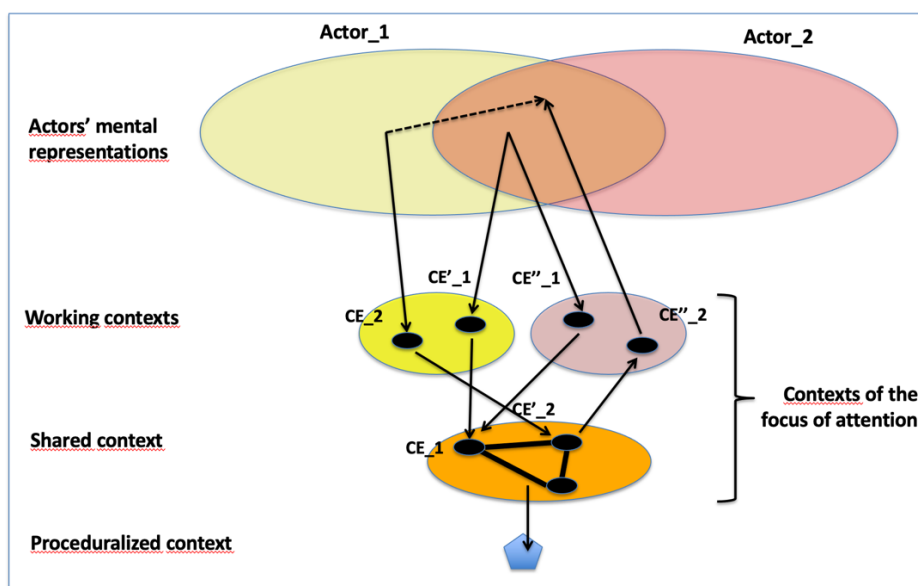 Actor_1
Actor_2
Actors’ mental
representations
CE’_1
CE’’_1
Working contexts
CE_2
CE’’_2
Contexts of the
focus of attention
CE’_2
Shared context
CE_1
Proceduralized context